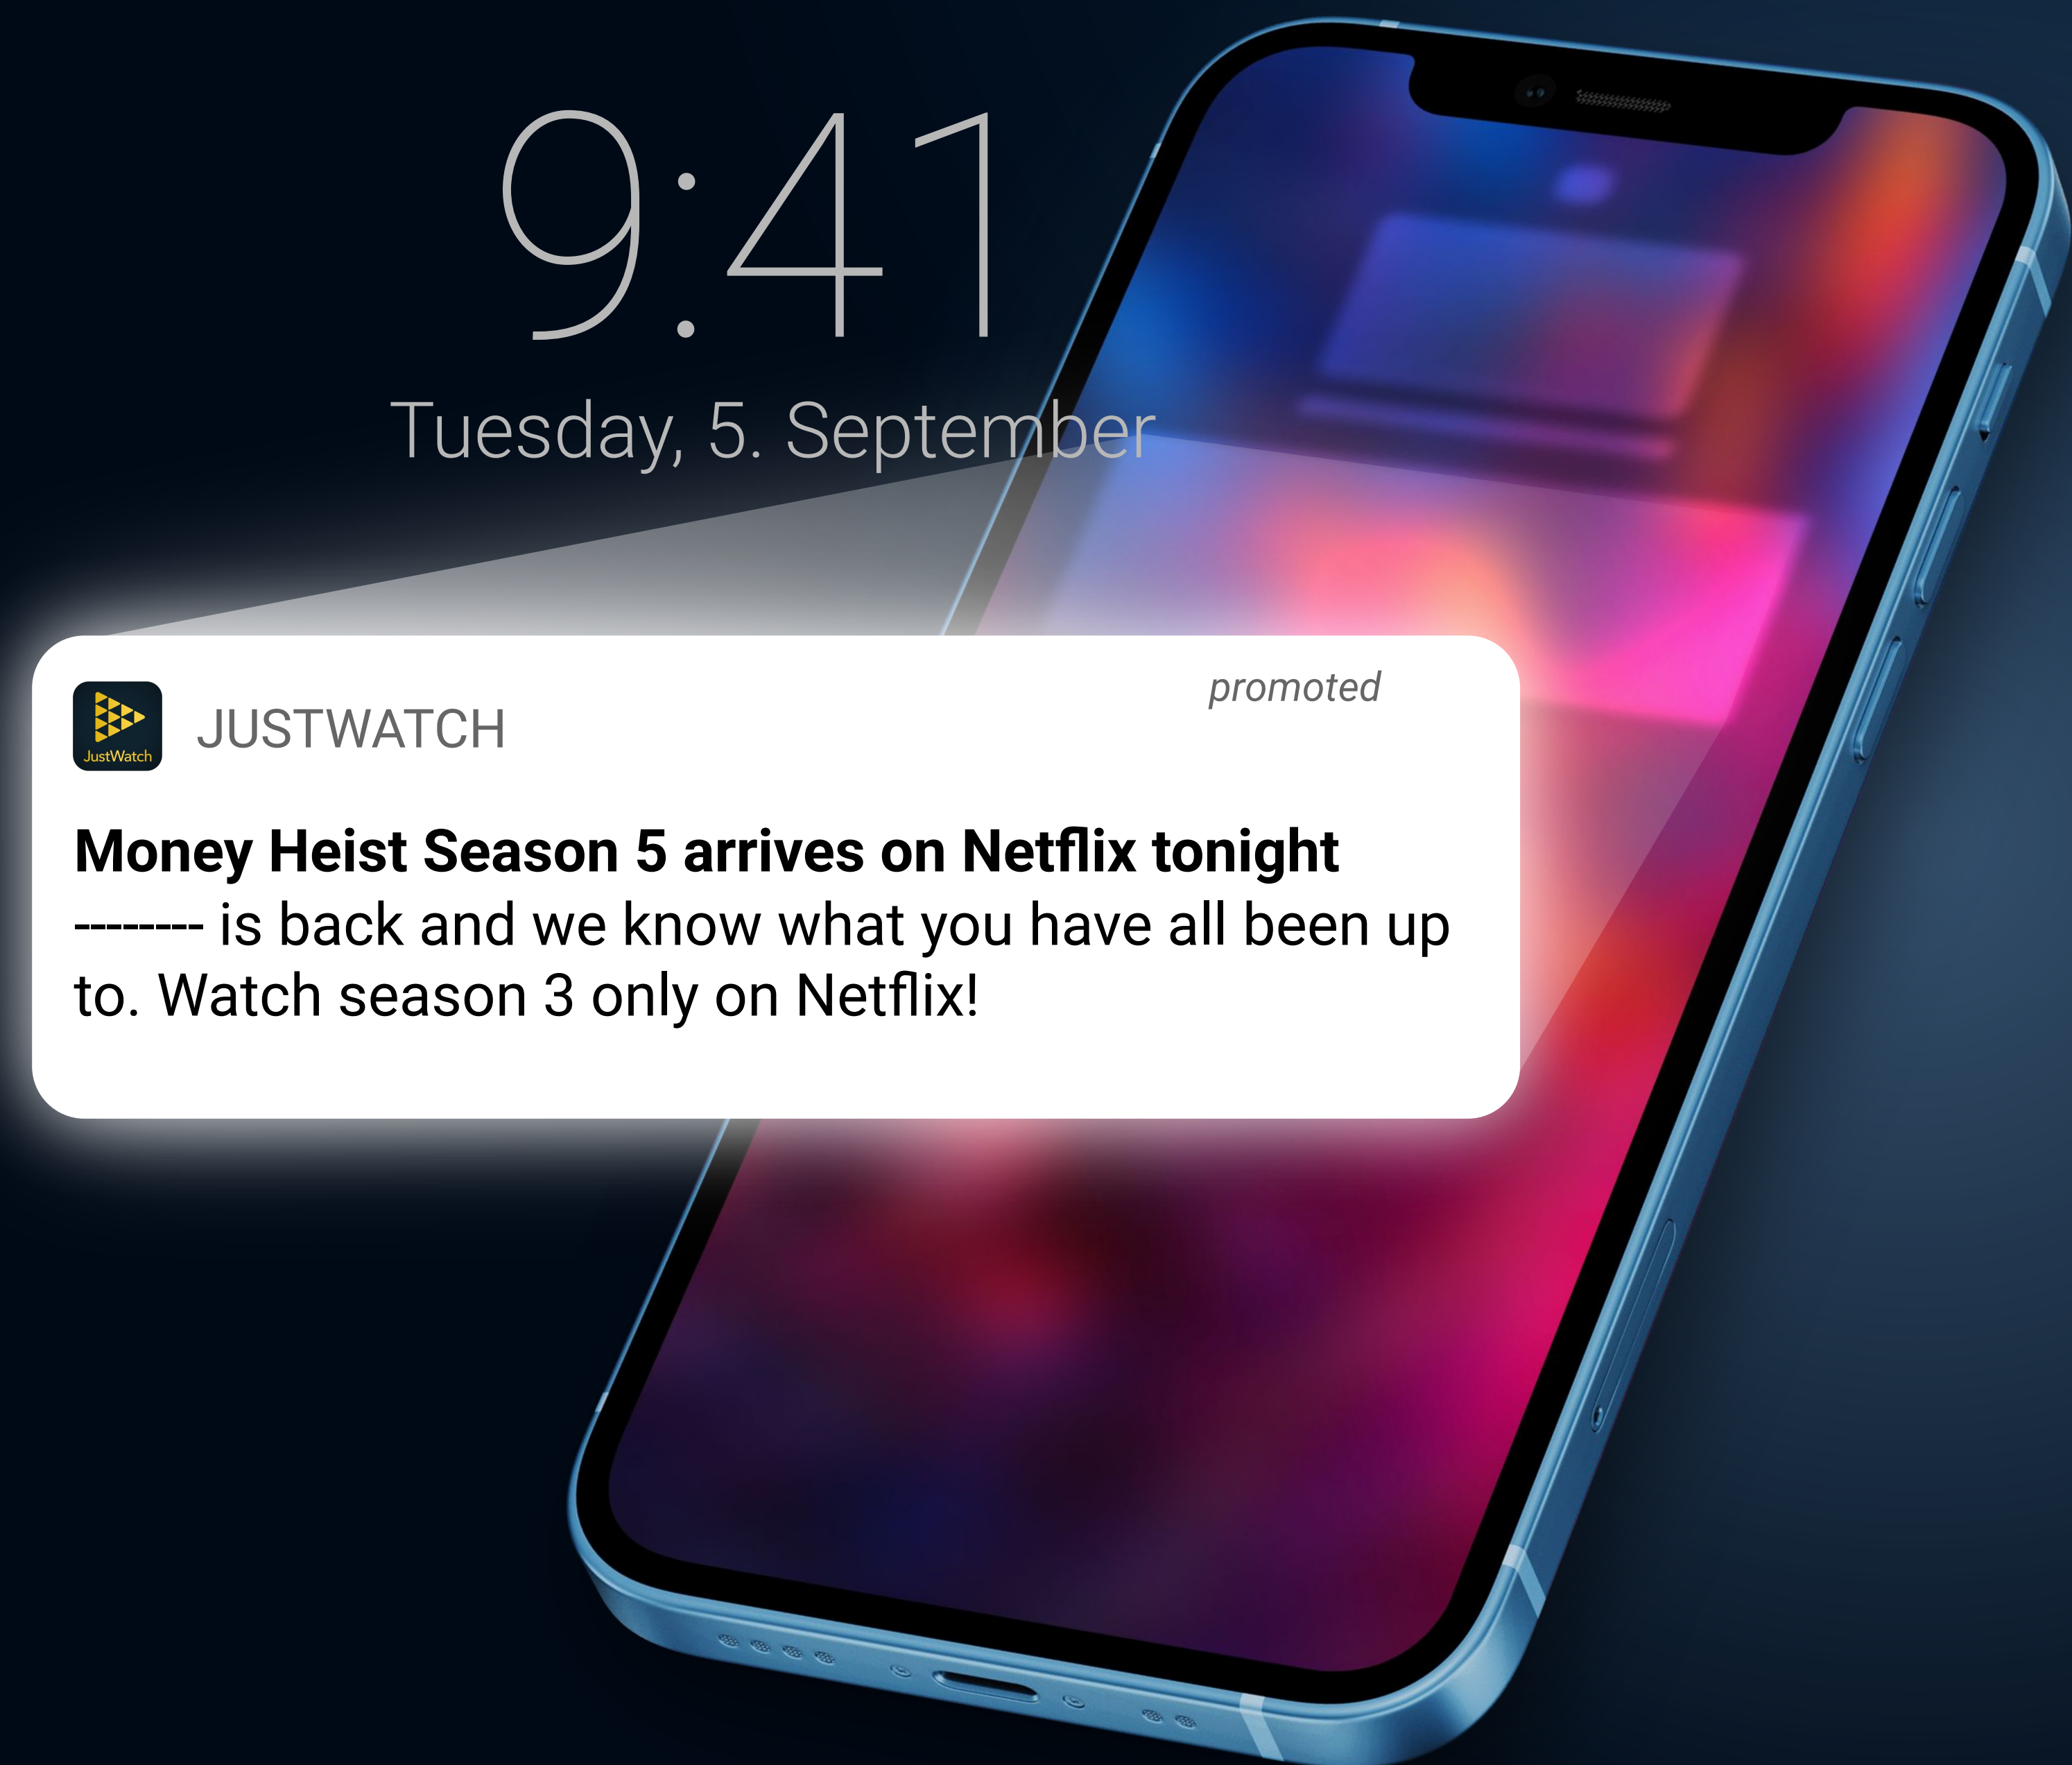 9:41
Tuesday, 5. September
promoted
JustWatch
JUSTWATCH
Money Heist Season 5 arrives on Netflix tonight
-------- is back and we know what you have all been up
to. Watch season 3 only on Netflix!